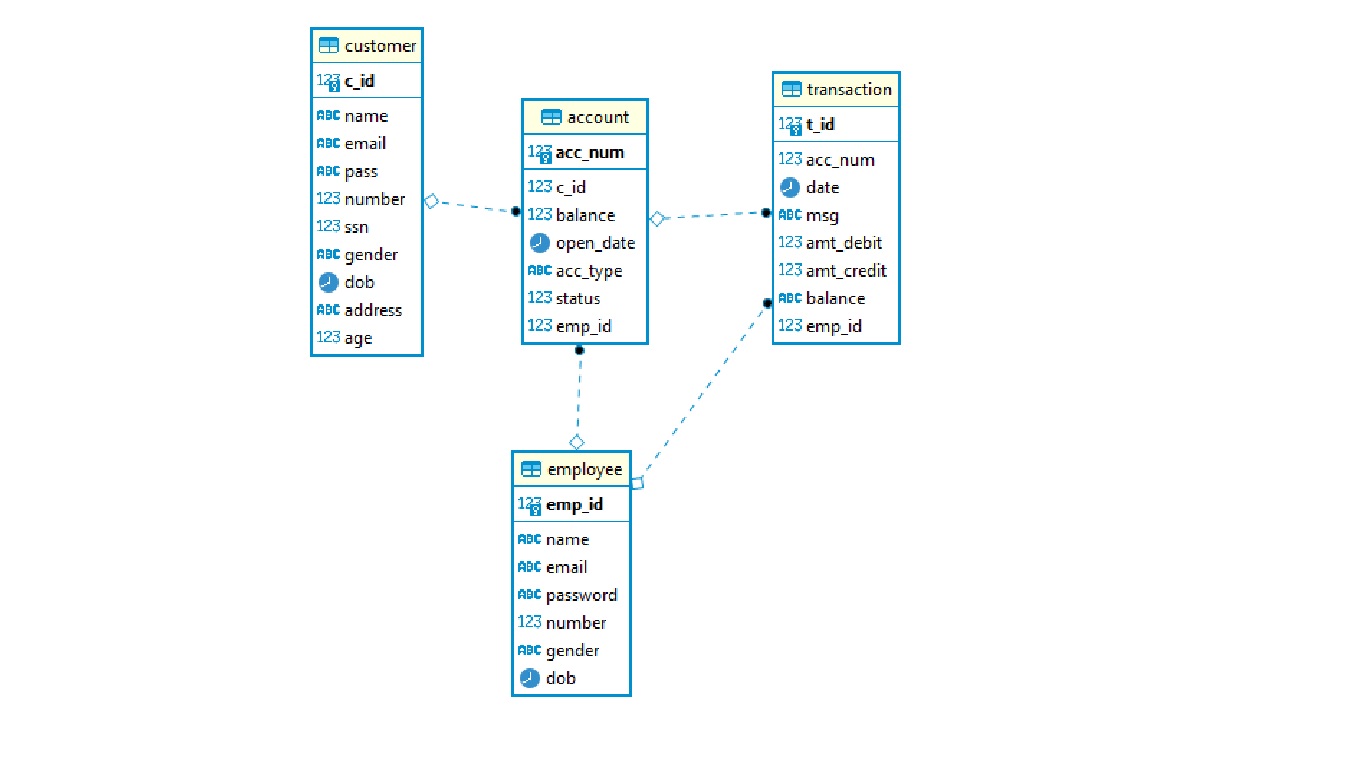 customer
123 c_id
ABC name
ABC email
ABC pass
123 number
123 ssn
ABC gender
dob
ABC address
123 age
account
123 acc_num
123 c_id
123 balance
open_date
ABC acc_type
123 status
123 emp_id
transaction
123 t_id
123 acc_num
date
ABC msg
123 amt_debit
123 amt_credit
ABC balance
123 emp_id
employee
123 emp_id
ABC name
ABC email
ABC password
123 number
ABC gender
dob